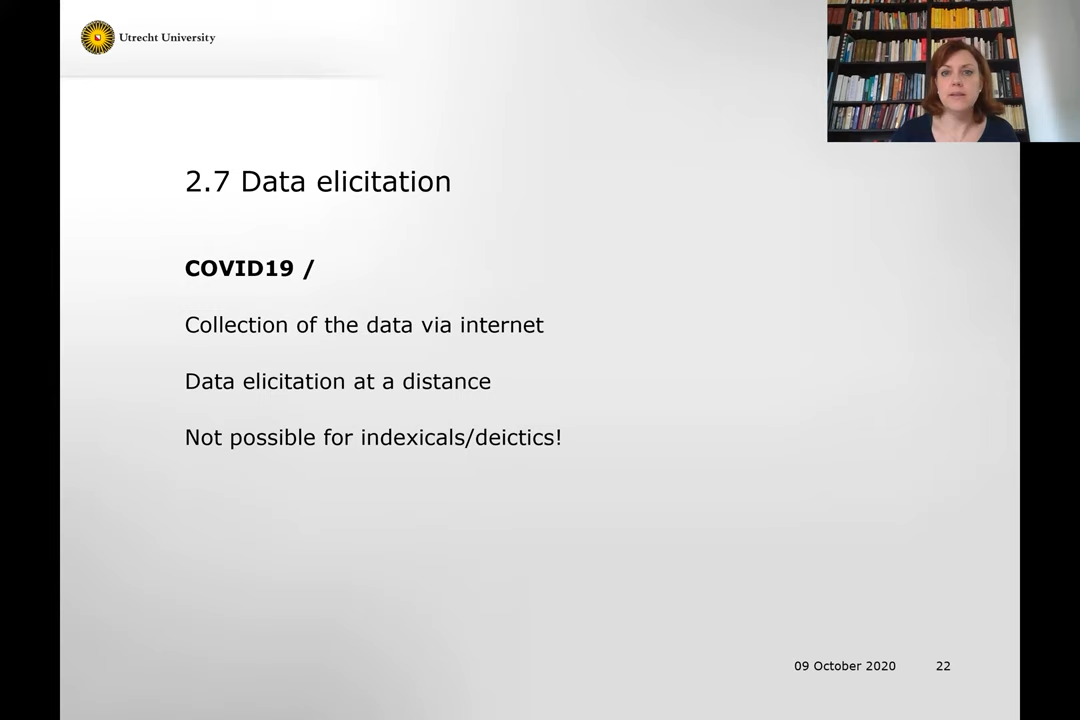 Utrecht University
2.7 Data elicitation
COVID19 /
Collection of the data via internet
Data elicitation at a distance
Not possible for indexicals/deictics!
09 October 2020 22